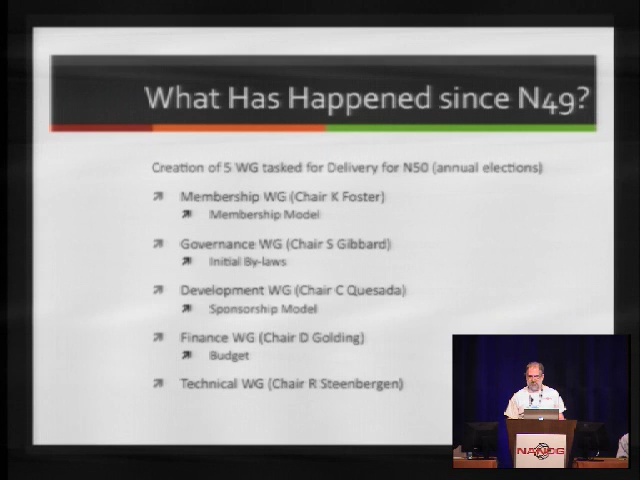 What Has Happened since N49?
Creation of 5 WG tasked for Delivery for N50 (annual elections)
Membership WG (Chair K Foster)
Membership Model
Governance WG (Chair S Gibbard)
Initial By-laws
Development WG (Chair C Quesada)
Sponsorship Model
Finance WG (Chair D Golding)
Budget
Technical WG (Chair R Steenbergen)
NANOG